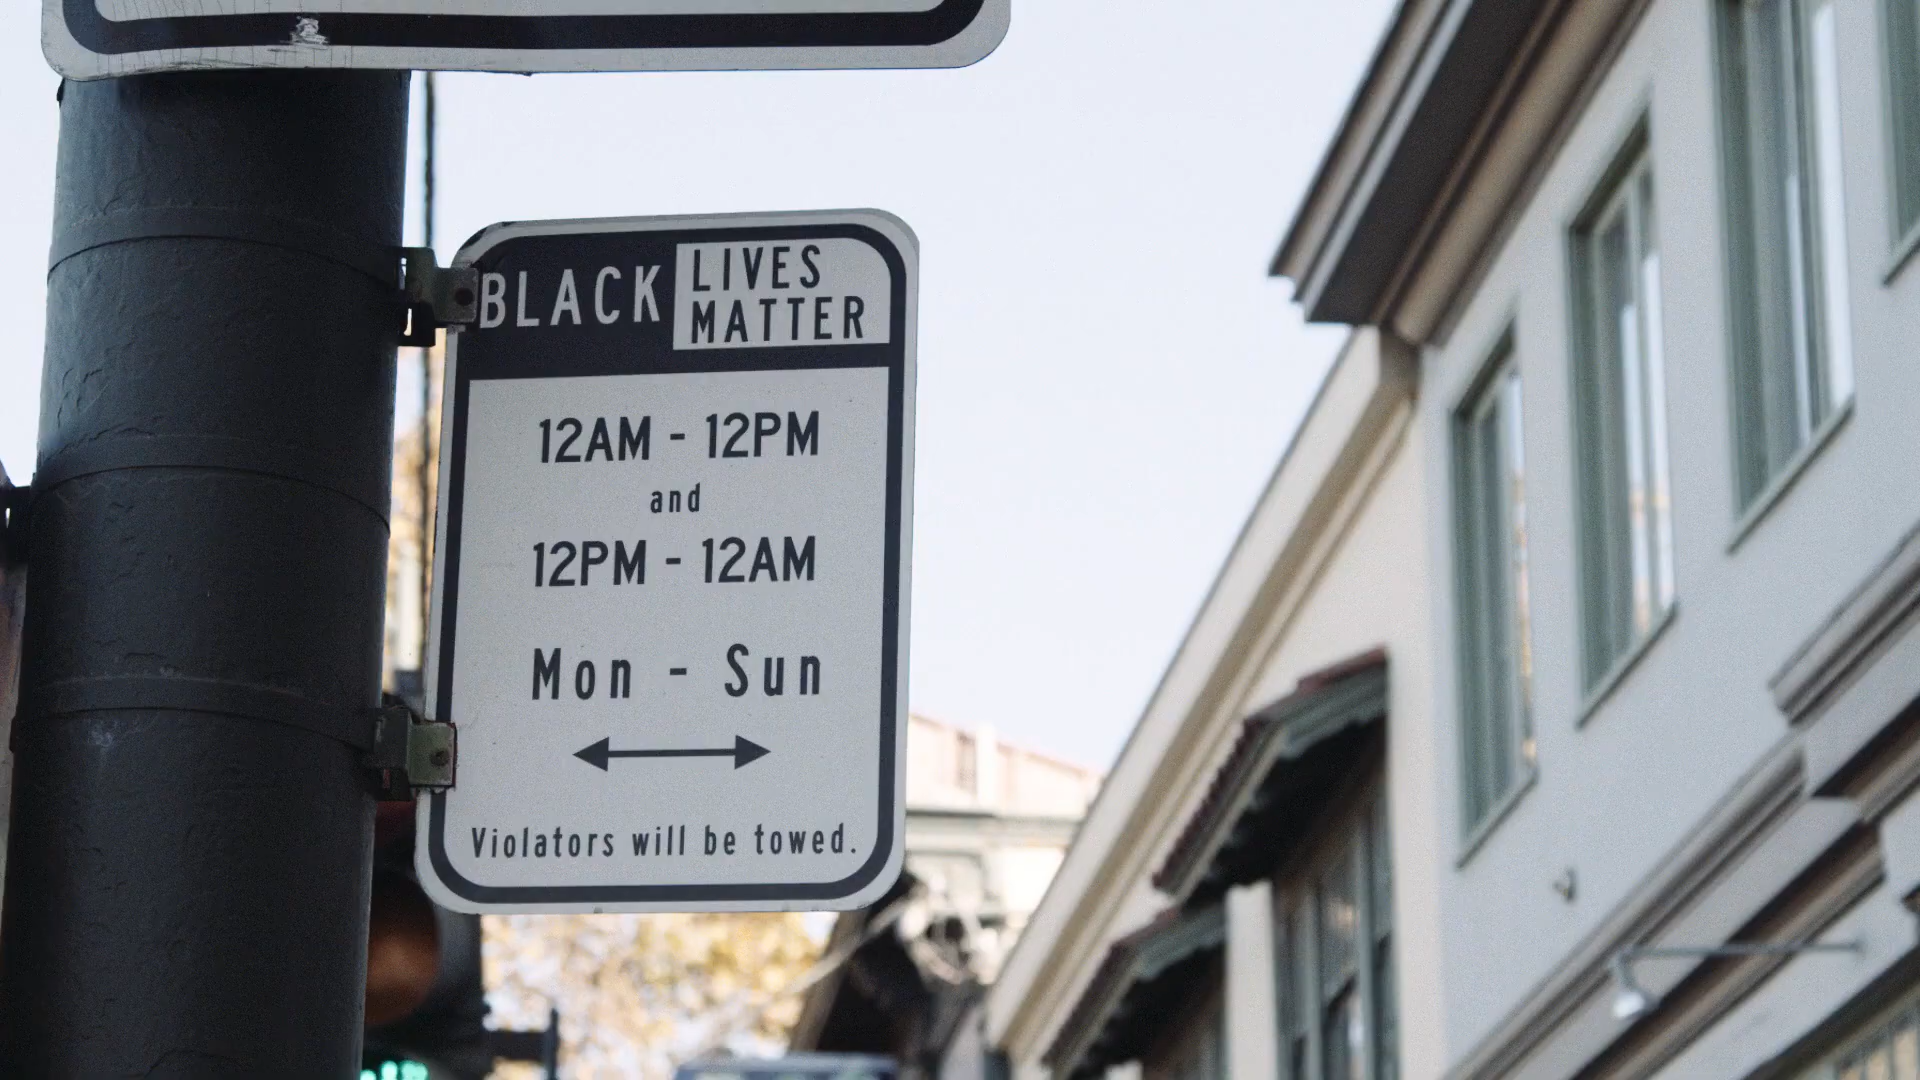 BLACK LIVES
MATTER
12AM - 12PM
and
12PM - 12AM
Mon - Sun
Violators will be towed.